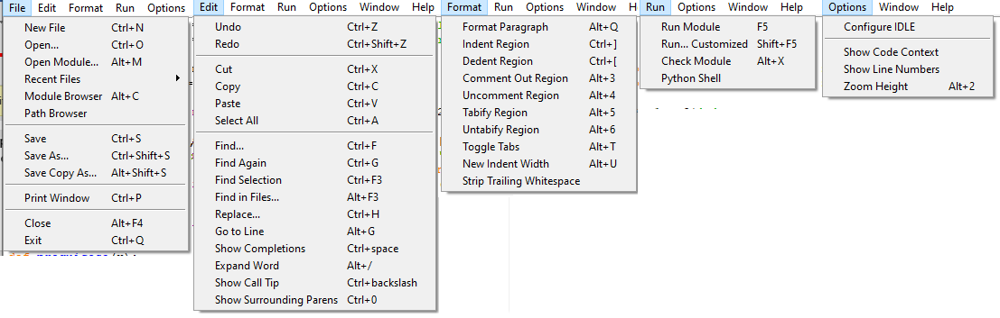 File Edit Format Run Options
New File Ctrl+N
Open... Ctrl+O
Open Module... Alt+M
Recent Files
Module Browser Alt+C
Path Browser
Save Ctrl+S
Save As... Ctrl+Shift+S
Save Copy As... Alt+Shift+S
Print Window Ctrl+P
Close Alt+F4
Exit Ctrl+Q
Edit Format Run Options Window Help
Undo Ctrl+Z
Redo Ctrl+Shift+Z
Cut Ctrl+X
Copy Ctrl+C
Paste Ctrl+V
Select All Ctrl+A
Find... Ctrl+F
Find Again Ctrl+G
Find Selection Ctrl+F3
Find in Files... Alt+F3
Replace... Ctrl+H
Go to Line Alt+G
Show Completions Ctrl+space
Expand Word Alt+/
Show Call Tip Ctrl+backslash
Show Surrounding Parens Ctrl+0
Format Run Options Window H
Format Paragraph Alt+Q
Indent Region Ctrl+]
Dedent Region Ctrl+[
Comment Out Region Alt+3
Uncomment Region Alt+4
Tabify Region Alt+5
Untabify Region Alt+6
Toggle Tabs Alt+T
New Indent Width Alt+U
Strip Trailing Whitespace
Run Options Window Help
Run Module F5
Run... Customized Shift+F5
Check Module Alt+X
Python Shell
Options Window Help
Configure IDLE
Show Code Context
Show Line Numbers
Zoom Height Alt+2